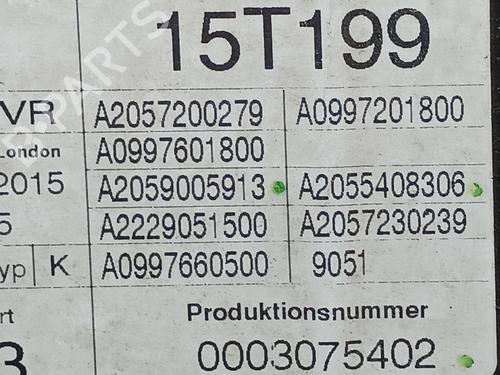 15T199
VR A2057200279 A0997201800
London A0997601800
2015 A2059005913 A2055408306
5 A2229051500 A2057230239
yp K A0997660500 9051
rt Produktionsnummer
3 0003075402